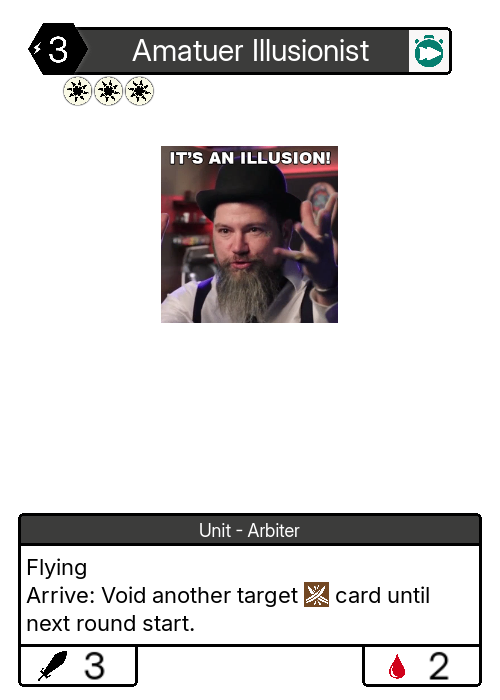 3
Amatuer Illusionist
IT'S AN ILLUSION!
Unit - Arbiter
Flying
Arrive: Void another target card until
next round start.
3
2